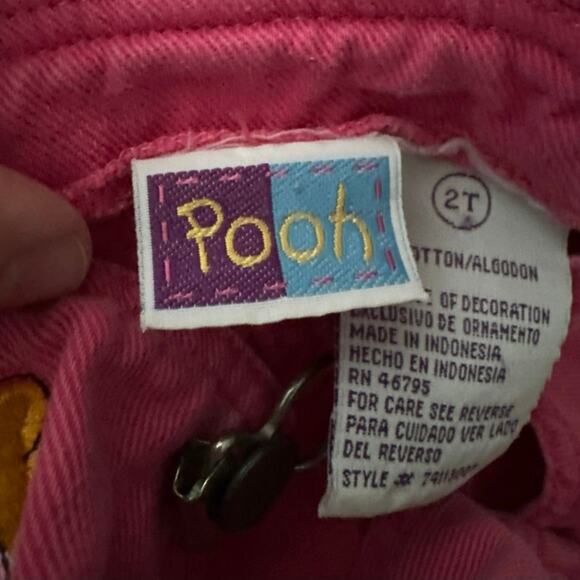 Pooh
2T
OTTON/ALGODON
OF DECORATION
EXCLUSIVO DE ORNAMENTO
MADE IN INDONESIA
HECHO EN INDONESIA
RN 46795
FOR CARE SEE REVERSE
PARA CUIDADO VER LADO
DEL REVERSO
STYLE #